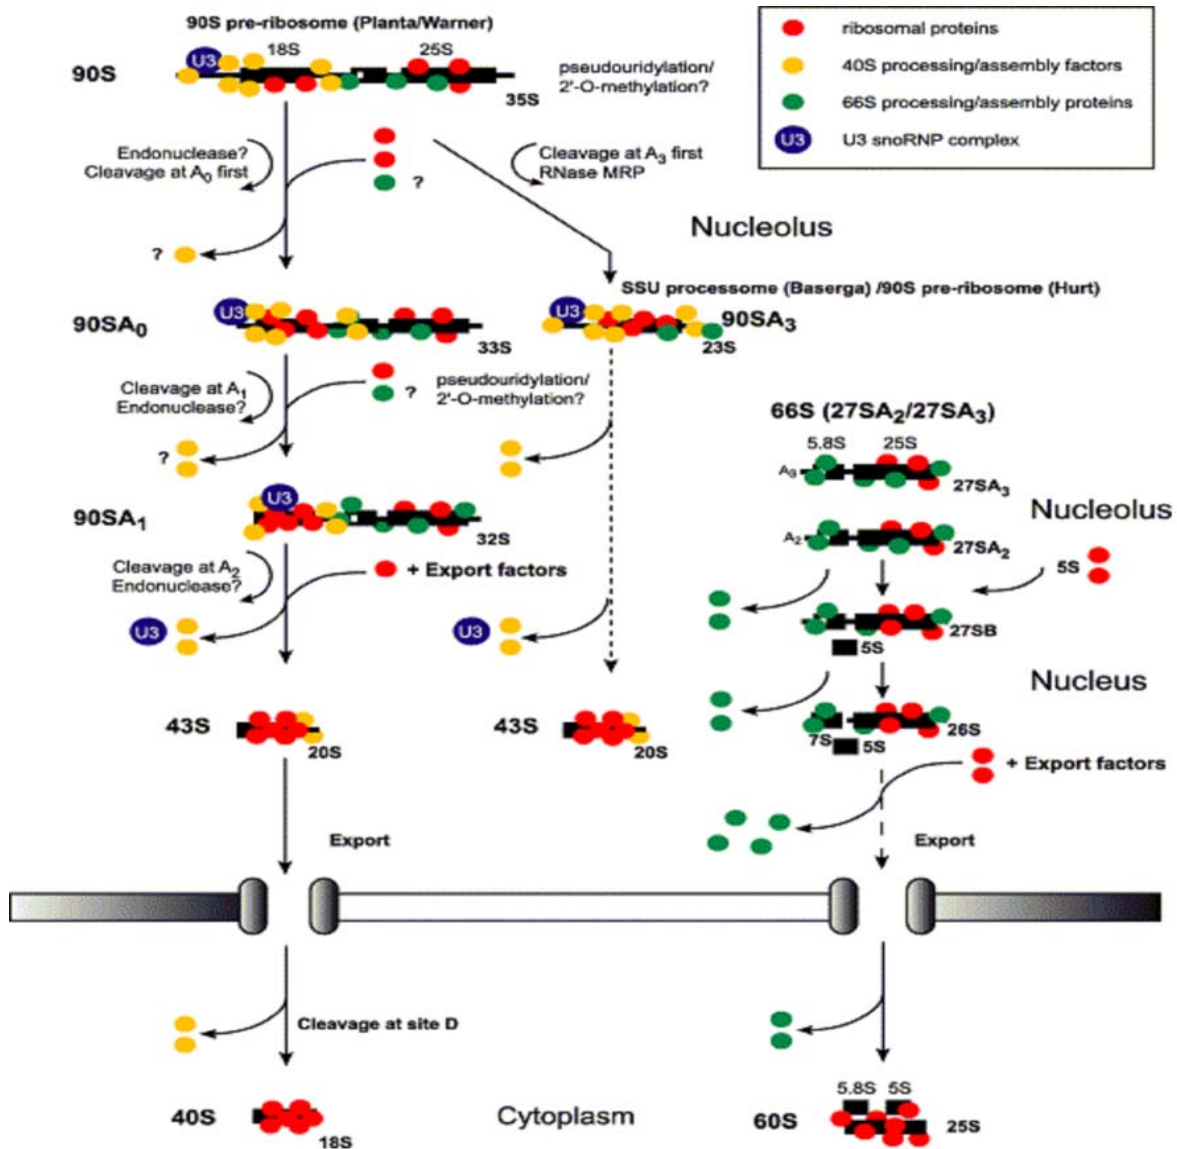 90S pre-ribosome (Planta/Warner)
U3
18S
25S
90S
35S
pseudouridylation/
2'-O-methylation?
ribosomal proteins
40S processing/assembly factors
66S processing/assembly proteins
U3
U3 snoRNP complex
Endonuclease?
Cleavage at A0 first
?
Cleavage at A3 first
RNase MRP
?
Nucleolus
SSU processome (Baserga) /90S pre-ribosome (Hurt)
90SA0
U3
33S
U3
90SA3
23S
Cleavage at A1
Endonuclease?
?
pseudouridylation/
2'-O-methylation?
?
66S (27SA2/27SA3)
5.8S
25S
A3
27SA3
Nucleolus
90SA1
U3
32S
A2
27SA2
Cleavage at A2
Endonuclease?
+ Export factors
5S
U3
U3
27SB
5S
Nucleus
43S
20S
43S
20S
7S
5S
26S
+ Export factors
Export
Export
Cleavage at site D
40S
18S
Cytoplasm
5.8S
5S
60S
25S